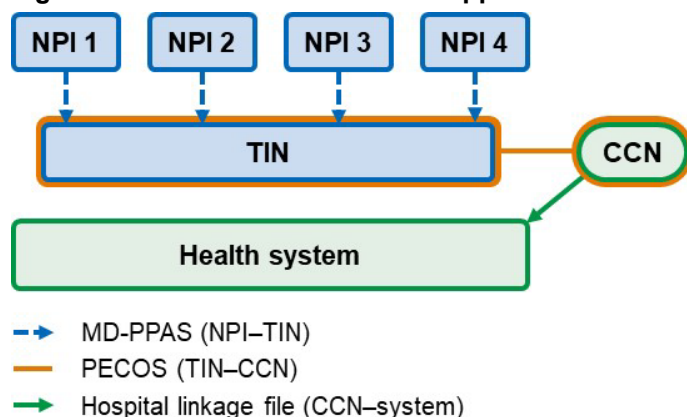 NPI 1 NPI 2 NPI 3 NPI 4
TIN CCN
Health system
MD-PPAS (NPI–TIN)
PECOS (TIN–CCN)
Hospital linkage file (CCN–system)